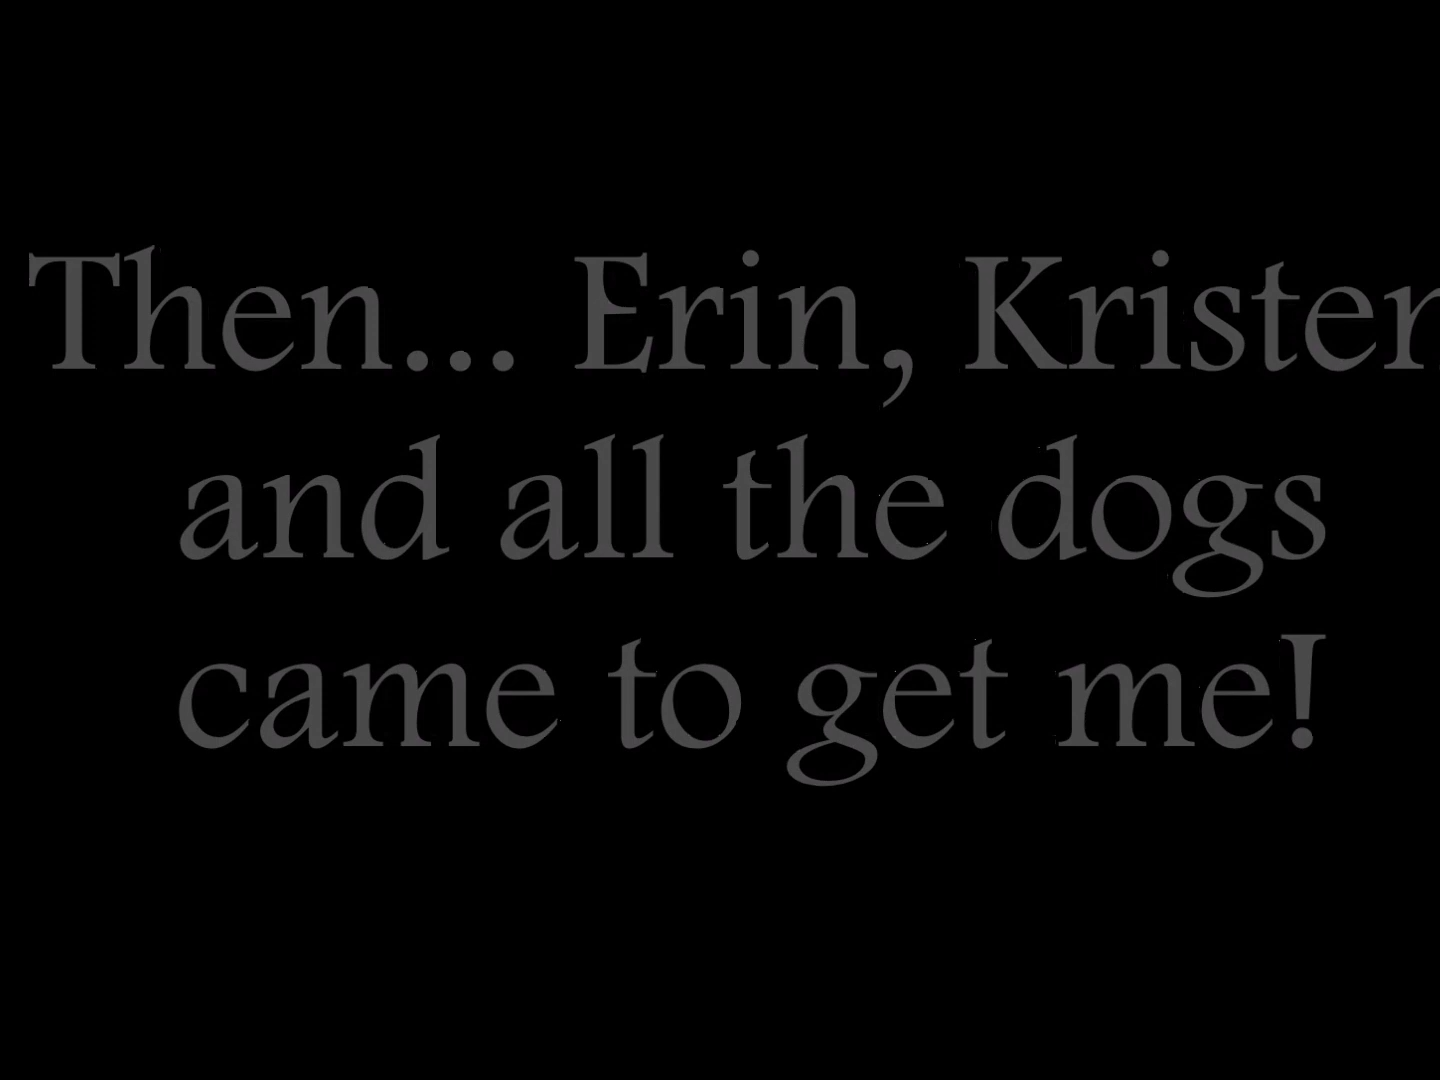 Then... Erin, Kristen
and all the dogs
came to get me!